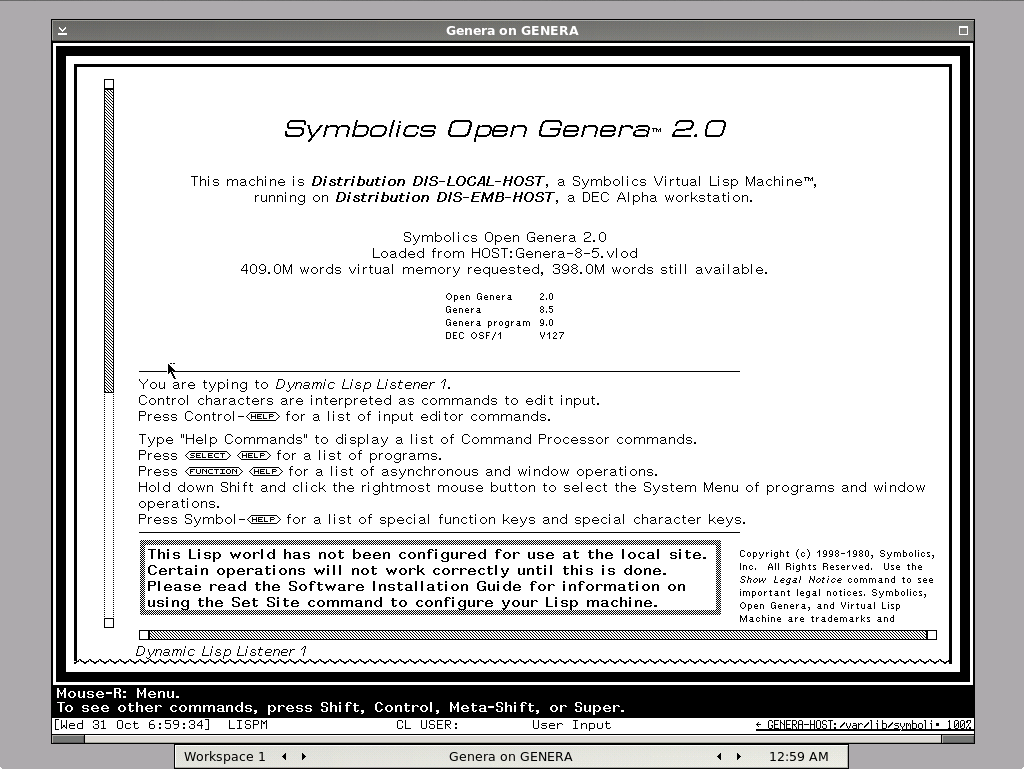 Genera on GENERA
Symbolics Open Genera™ 2.0
This machine is Distribution DIS-LOCAL-HOST, a Symbolics Virtual Lisp Machine™,
running on Distribution DIS-EMB-HOST, a DEC Alpha workstation.
Symbolics Open Genera 2.0
Loaded from HOST:Genera-8-5.vlod
409.0M words virtual memory requested, 398.0M words still available.
Open Genera 2.0
Genera 8.5
Genera program 9.0
DEC OSF/1 V127
You are typing to Dynamic Lisp Listener 1.
Control characters are interpreted as commands to edit input.
Press Control-HELP for a list of input editor commands.
Type "Help Commands" to display a list of Command Processor commands.
Press SELECT HELP for a list of programs.
Press FUNCTION HELP for a list of asynchronous and window operations.
Hold down Shift and click the rightmost mouse button to select the System Menu of programs and window
operations.
Press Symbol-HELP for a list of special function keys and special character keys.
This Lisp world has not been configured for use at the local site.
Certain operations will not work correctly until this is done.
Please read the Software Installation Guide for information on
using the Set Site command to configure your Lisp machine.
Copyright (c) 1998-1980, Symbolics,
Inc. All Rights Reserved. Use the
Show Legal Notice command to see
important legal notices. Symbolics,
Open Genera, and Virtual Lisp
Machine are trademarks and
Dynamic Lisp Listener 1
Mouse-R: Menu.
To see other commands, press Shift, Control, Meta-Shift, or Super.
[Wed 31 Oct 6:59:34] LISPM CL USER: User Input ← GENERA-HOST:/var/lib/symboli• 100%
Workspace 1 Genera on GENERA 12:59 AM